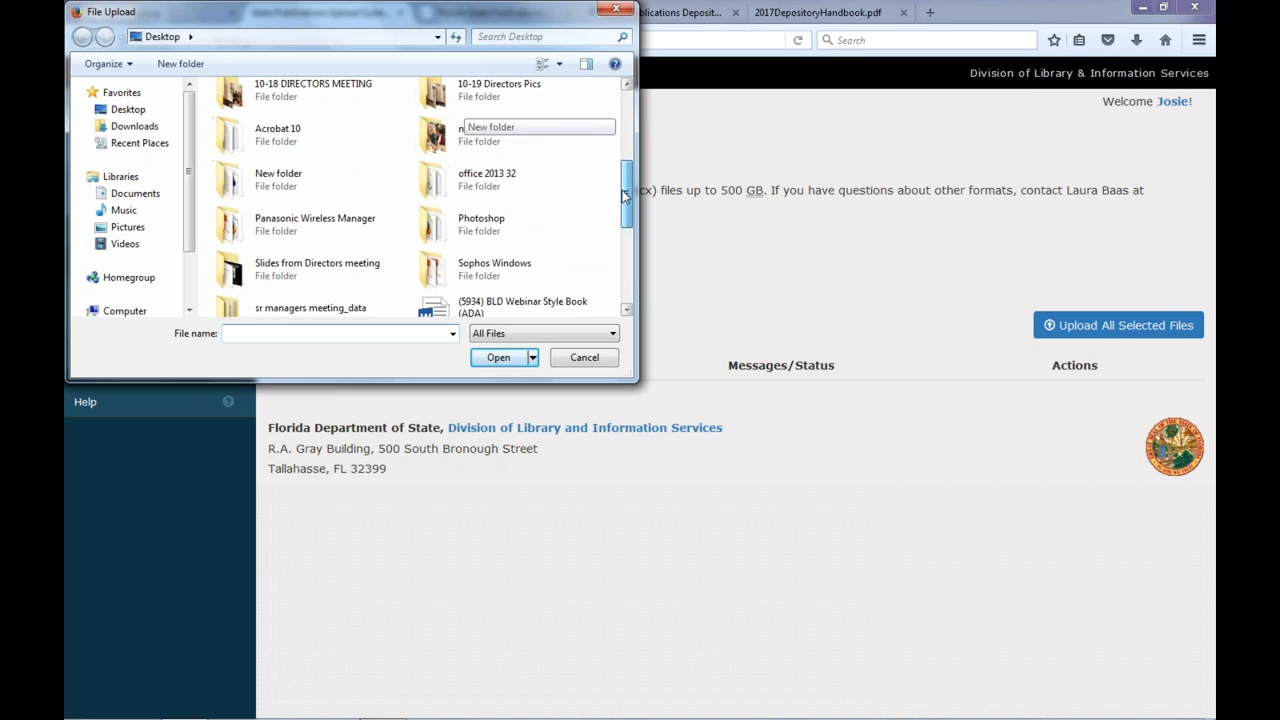 File Upload
blications Deposit...
2017DepositoryHandbook.pdf
Desktop
Search Desktop
Search
Organize
New folder
Division of Library & Information Services
Welcome Josie!
Favorites
Desktop
Downloads
Recent Places
Libraries
Documents
Music
Pictures
Videos
Homegroup
Computer
10-18 DIRECTORS MEETING
File folder
10-19 Directors Pics
File folder
Acrobat 10
File folder
New folder
File folder
New folder
File folder
office 2013 32
File folder
Panasonic Wireless Manager
File folder
Photoshop
File folder
Slides from Directors meeting
File folder
Sophos Windows
File folder
sr managers meeting_data
(5934) BLD Webinar Style Book
(ADA)
File name:
All Files
Open
Cancel
cx) files up to 500 GB. If you have questions about other formats, contact Laura Baas at
Upload All Selected Files
Messages/Status
Actions
Help
Florida Department of State, Division of Library and Information Services
R.A. Gray Building, 500 South Bronough Street
Tallahasse, FL 32399